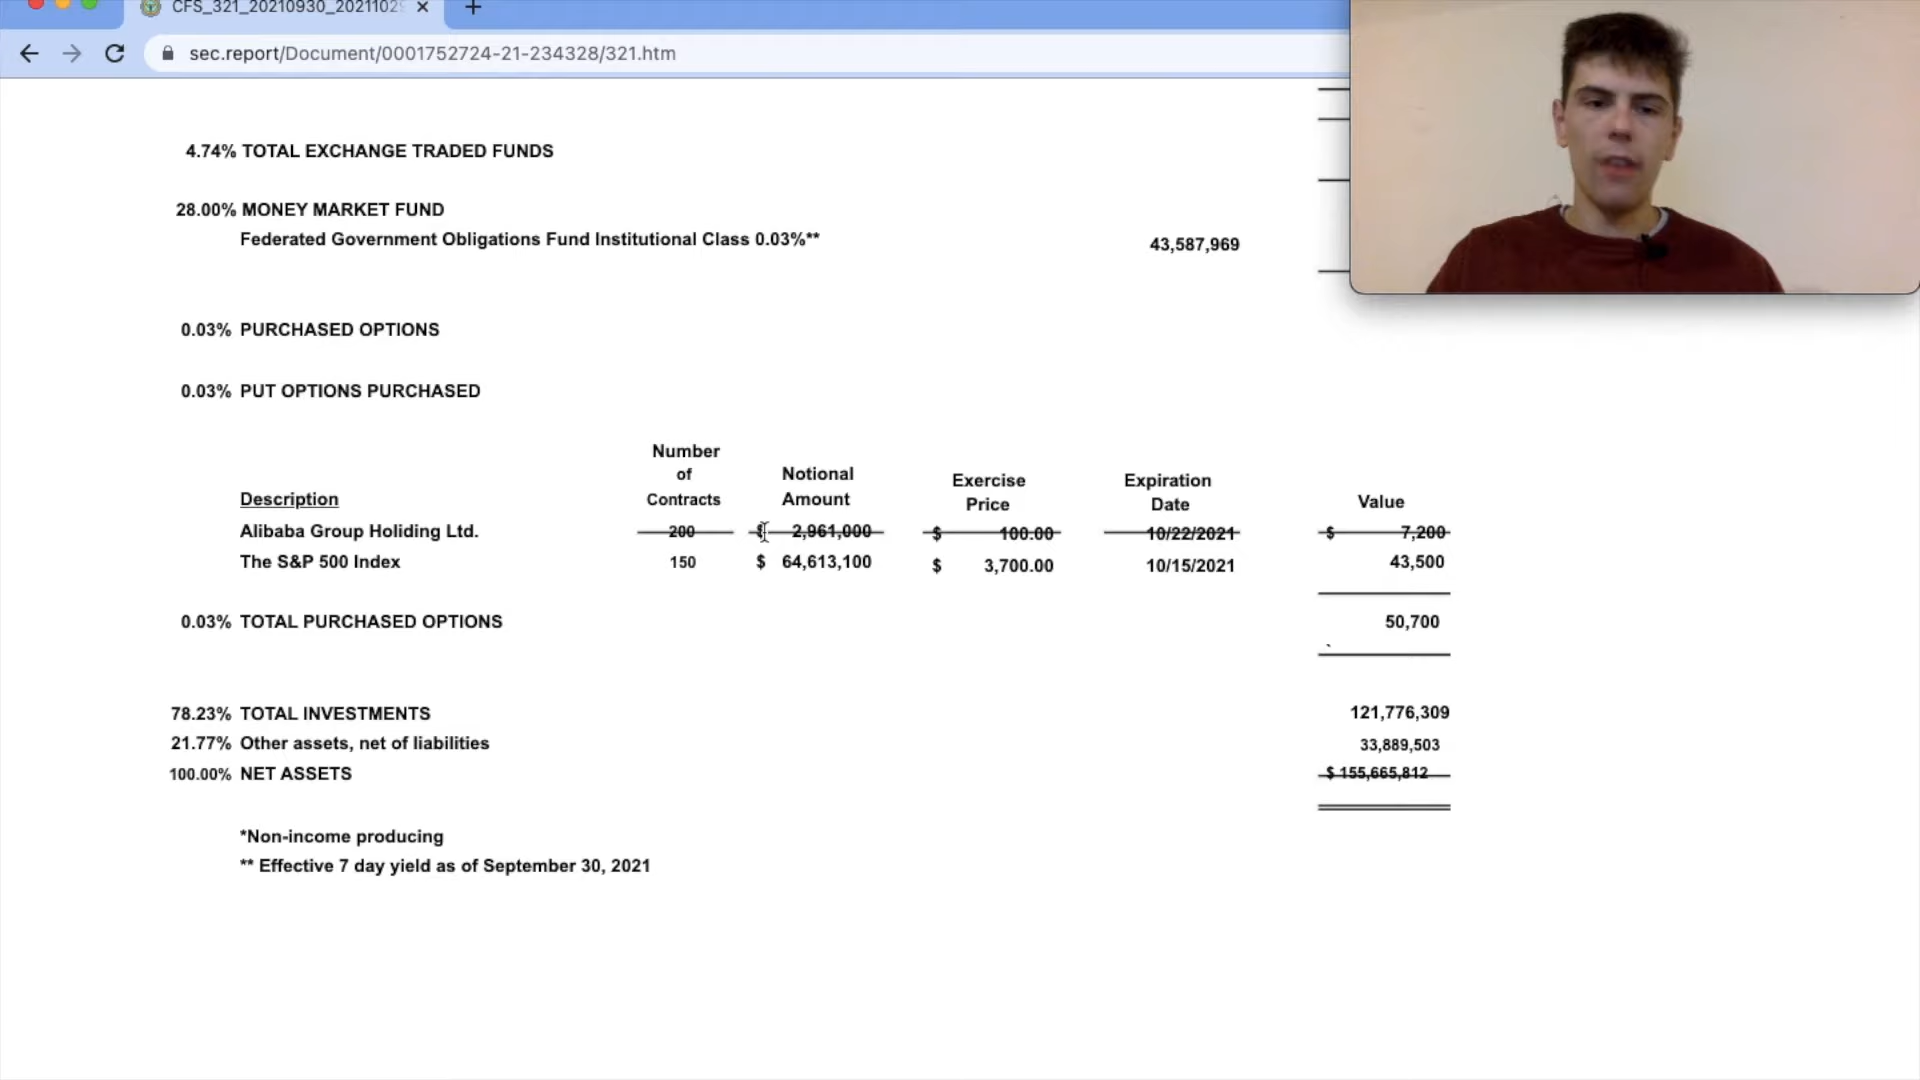 CFS_321_20210930_2021102
sec.report/Document/0001752724-21-234328/321.htm
4.74% TOTAL EXCHANGE TRADED FUNDS
28.00% MONEY MARKET FUND
Federated Government Obligations Fund Institutional Class 0.03%** 43,587,969
0.03% PURCHASED OPTIONS
0.03% PUT OPTIONS PURCHASED
Description Number of Contracts Notional Amount Exercise Price Expiration Date Value
Alibaba Group Holiding Ltd. 200 $ 2,961,000 $ 100.00 10/22/2021 $ 7,200
The S&P 500 Index 150 $ 64,613,100 $ 3,700.00 10/15/2021 43,500
0.03% TOTAL PURCHASED OPTIONS 50,700
78.23% TOTAL INVESTMENTS 121,776,309
21.77% Other assets, net of liabilities 33,889,503
100.00% NET ASSETS $ 155,665,812
*Non-income producing
** Effective 7 day yield as of September 30, 2021